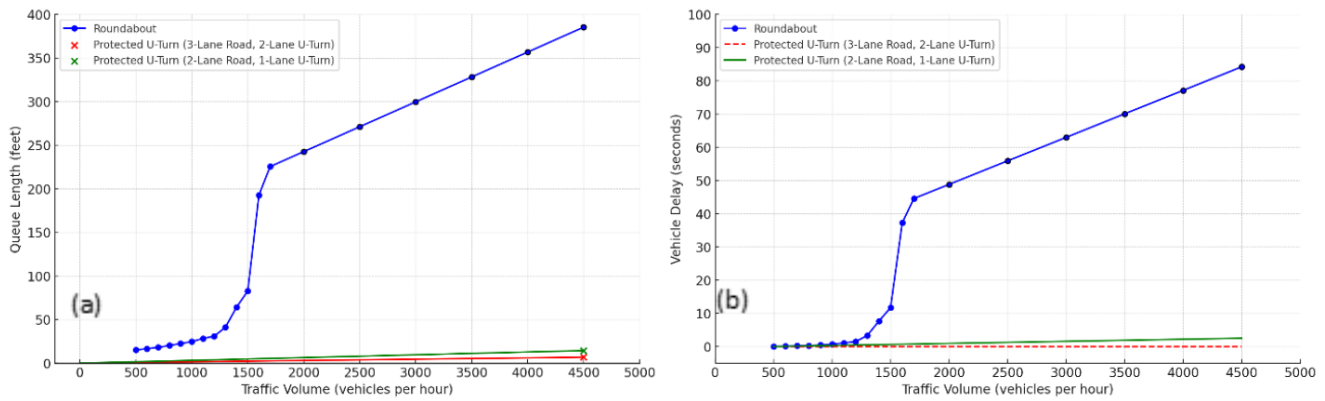 400
350
300
250
200
150
100
50
0
Queue Length (feet)
Roundabout
Protected U-Turn (3-Lane Road, 2-Lane U-Turn)
Protected U-Turn (2-Lane Road, 1-Lane U-Turn)
(a)
0 500 1000 1500 2000 2500 3000 3500 4000 4500 5000
Traffic Volume (vehicles per hour)
100
90
80
70
60
50
40
30
20
10
0
Vehicle Delay (seconds)
Roundabout
Protected U-Turn (3-Lane Road, 2-Lane U-Turn)
Protected U-Turn (2-Lane Road, 1-Lane U-Turn)
(b)
0 500 1000 1500 2000 2500 3000 3500 4000 4500 5000
Traffic Volume (vehicles per hour)